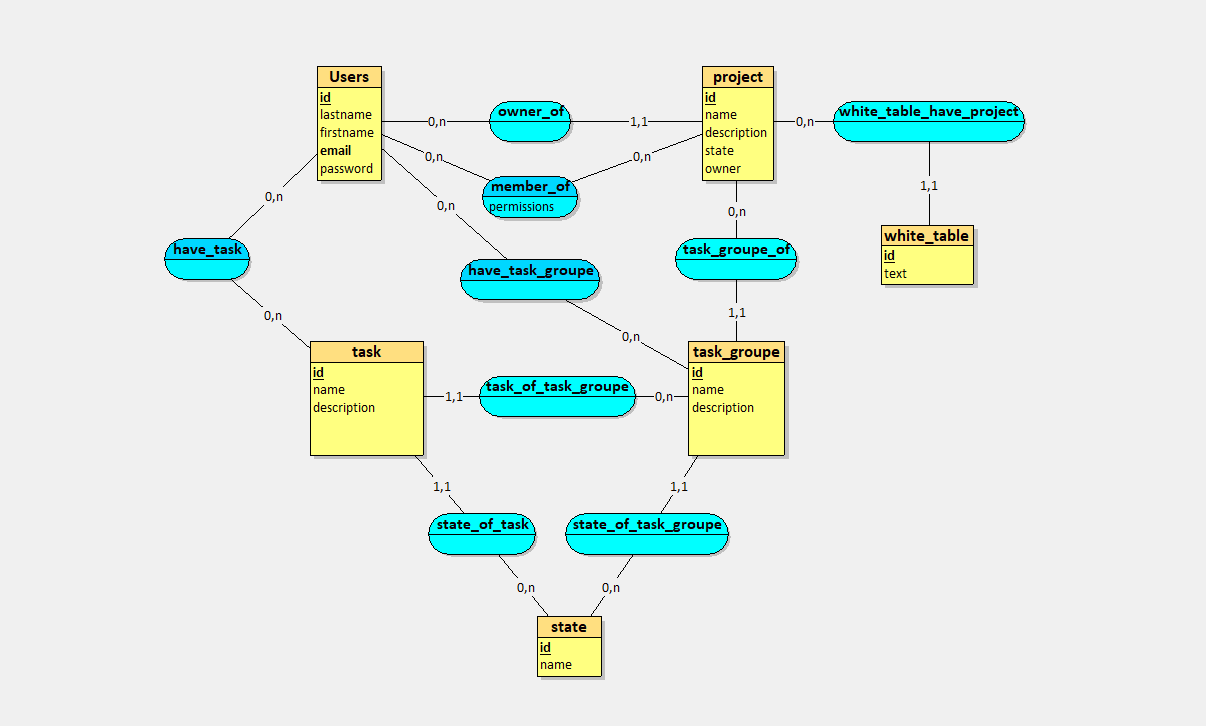 Users
id
lastname
firstname
email
password
0,n
owner_of
1,1
project
id
name
description
state
owner
0,n
white_table_have_project
1,1
white_table
id
text
0,n
member_of
permissions
0,n
0,n
have_task
0,n
0,n
have_task_groupe
0,n
0,n
task_groupe_of
1,1
task
id
name
description
1,1
task_of_task_groupe
0,n
task_groupe
id
name
description
1,1
state_of_task
0,n
1,1
state_of_task_groupe
0,n
state
id
name